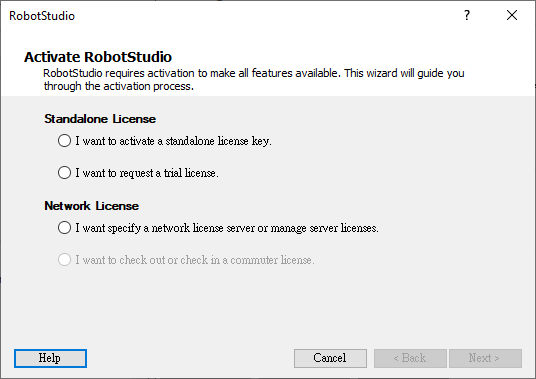 RobotStudio
?
Activate RobotStudio
RobotStudio requires activation to make all features available. This wizard will guide you
through the activation process.
Standalone License
I want to activate a standalone license key.
I want to request a trial license.
Network License
I want specify a network license server or manage server licenses.
I want to check out or check in a commuter license.
Help
Cancel
< Back
Next >